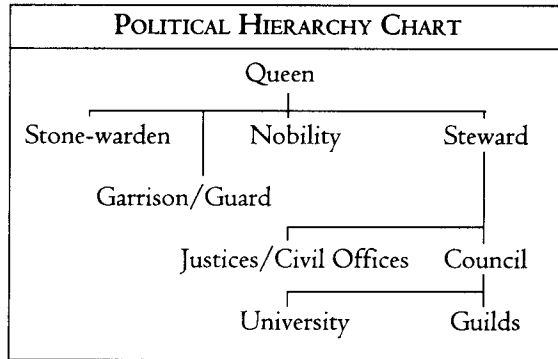 POLITICAL HIERARCHY CHART
Queen
Stone-warden Nobility Steward
Garrison/Guard
Justices/Civil Offices Council
University Guilds